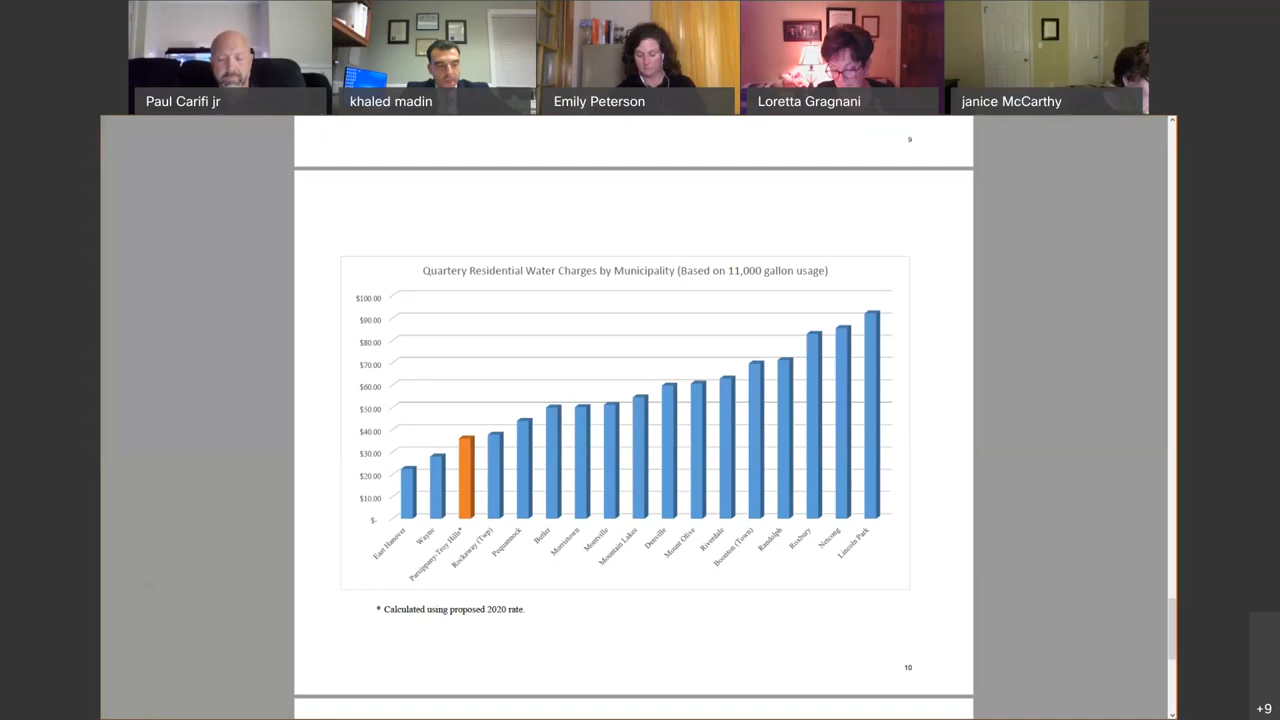 Paul Carifi jr
khaled madin
Emily Peterson
Loretta Gragnani
janice McCarthy
9
Quartery Residential Water Charges by Municipality (Based on 11,000 gallon usage)
$100.00
$90.00
$80.00
$70.00
$60.00
$50.00
$40.00
$30.00
$20.00
$10.00
$-
East Hanover
Wayne
Parsippany-Troy Hills*
Rockaway (Twp)
Pequannock
Butler
Morristown
Montville
Mountain Lakes
Denville
Mount Olive
Riverdale
Boonton (Town)
Randolph
Roxbury
Netcong
Lincoln Park
* Calculated using proposed 2020 rate.
10
+9